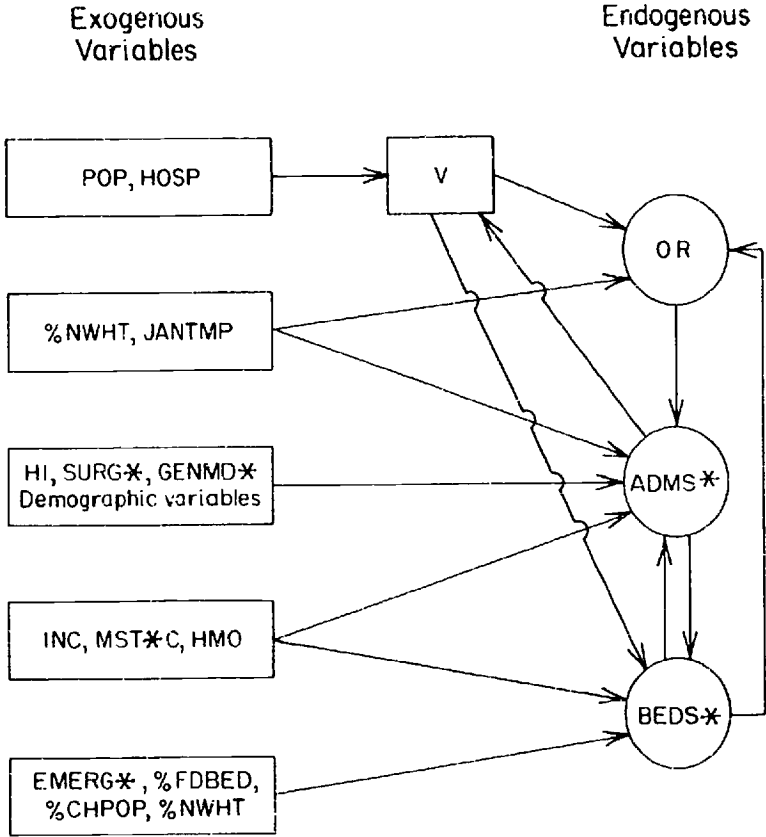 Exogenous
Variables
Endogenous
Variables
POP, HOSP
V
OR
%NWHT, JANTMP
HI, SURG*, GENMD*
Demographic variables
ADMS*
INC, MST*C, HMO
BEDS*
EMERG*, %FDBED,
%CHPOP, %NWHT